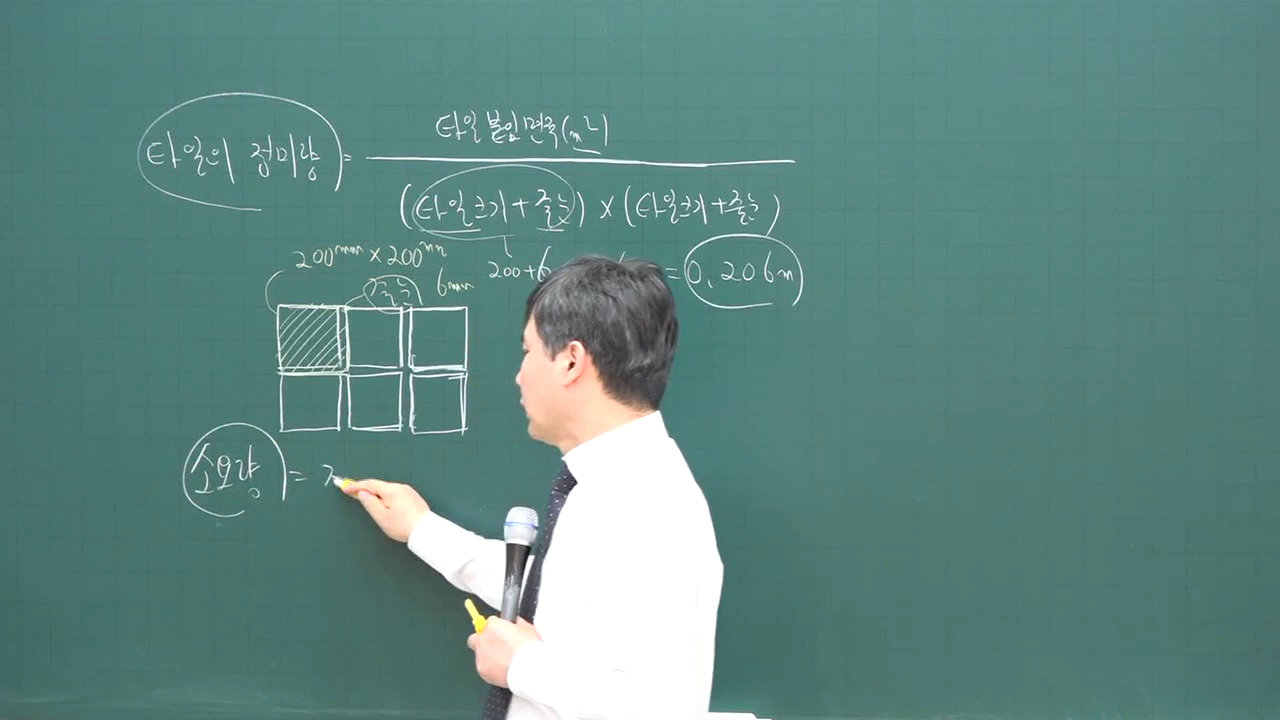 타일의 정미량 = 타일 붙임면적(m²)
(타일크기+줄눈) × (타일크기+줄눈)
200mm × 200mm
200+6 = 0.206m
줄눈 6mm
소요량 =